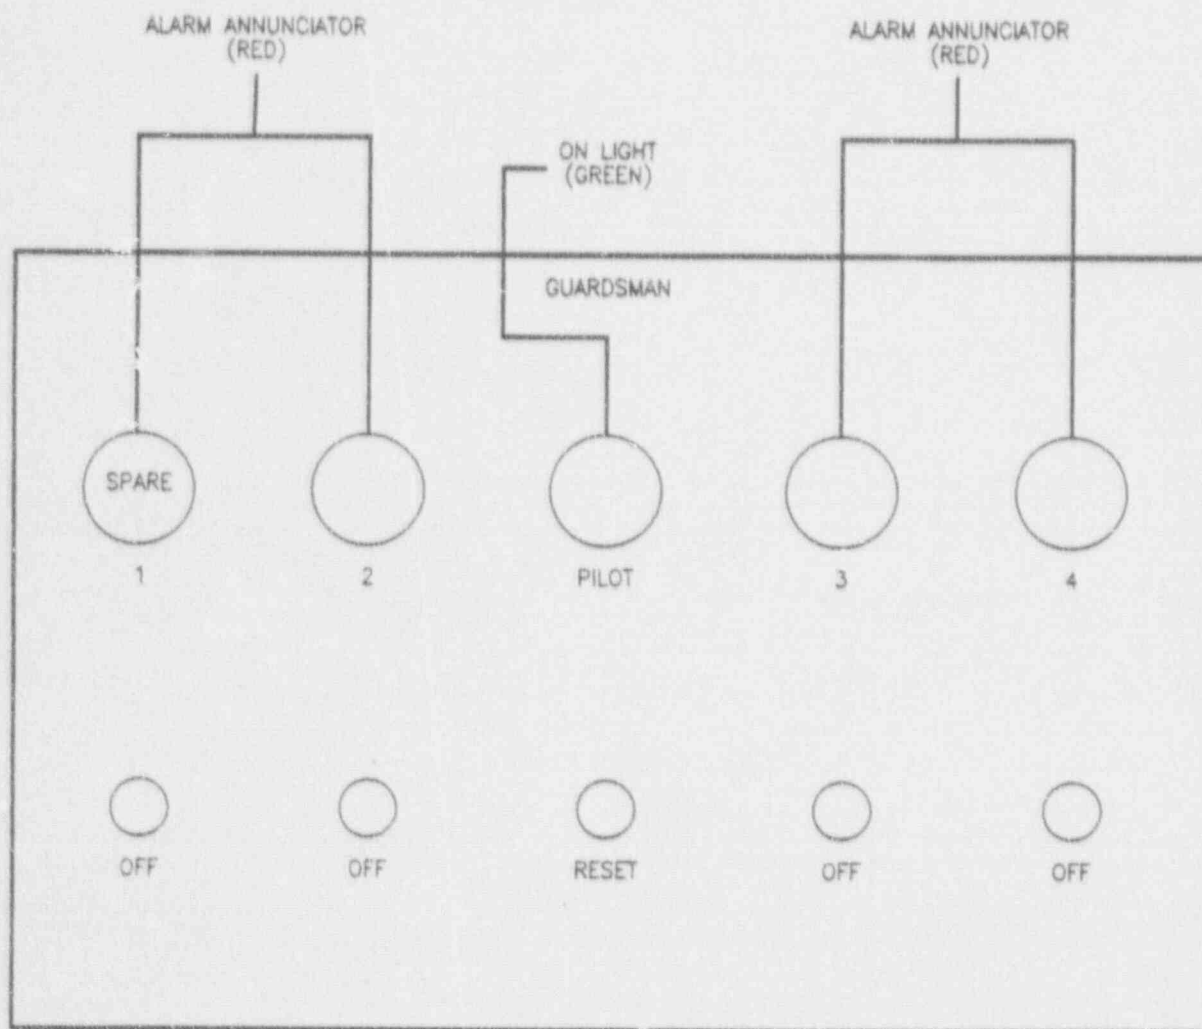 ALARM ANNUNCIATOR
(RED)
ALARM ANNUNCIATOR
(RED)
ON LIGHT
(GREEN)
GUARDSMAN
SPARE
1
2
PILOT
3
4
OFF
OFF
RESET
OFF
OFF